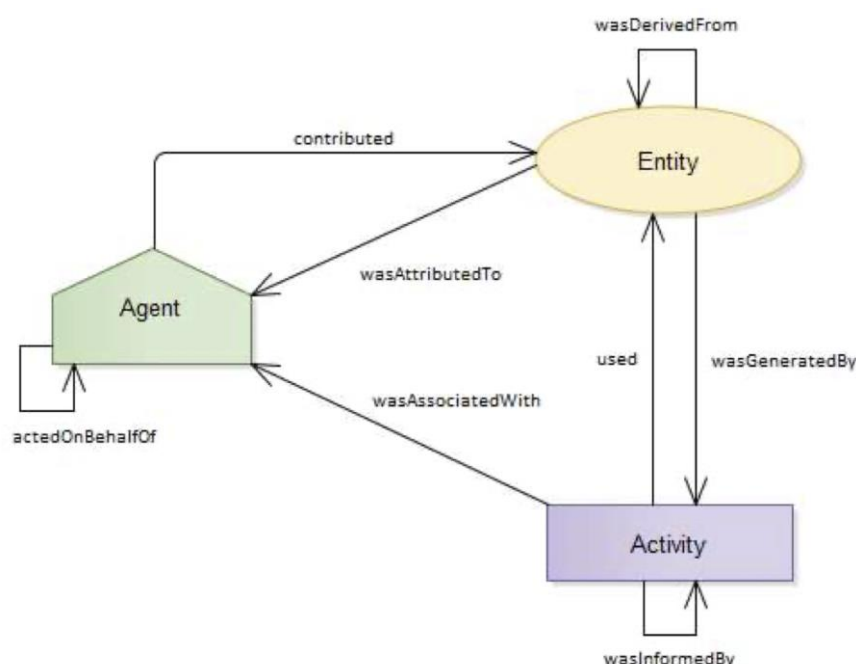 wasDerivedFrom
contributed
Entity
wasAttributedTo
Agent
used
wasGeneratedBy
wasAssociatedWith
actedOnBehalfOf
Activity
wasInformedBy